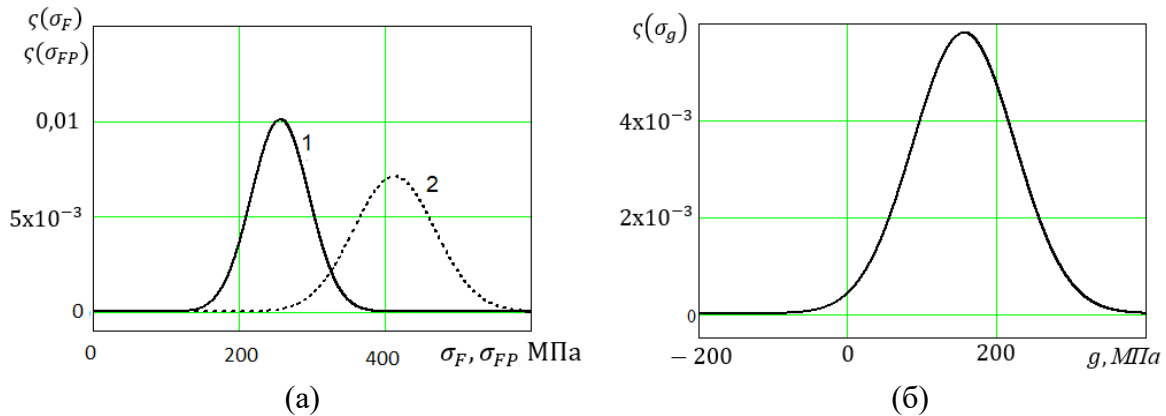 ς(σ_F)
ς(σ_FP)
0,01
5x10⁻³
0
0
200
400
σ_F, σ_FP МПа
1
2
(а)
ς(σ_g)
4x10⁻³
2x10⁻³
0
−200
0
200
g, МПа
(б)